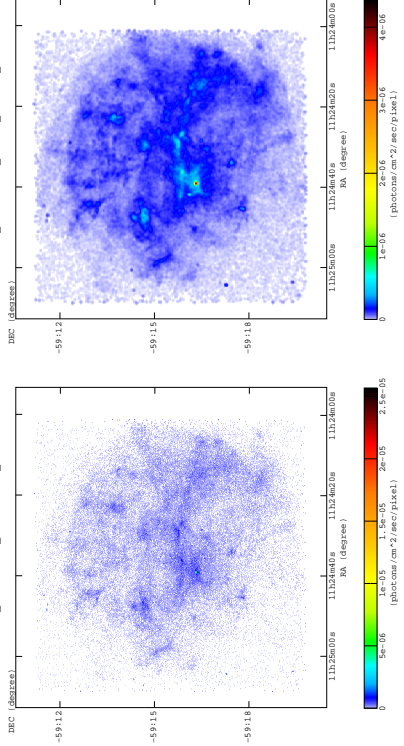 DEC (degree)
-59:12
-59:15
-59:18
11h25m00s 11h24m40s 11h24m20s 11h24m00s
RA (degree)
0 5e-06 1e-05 1.5e-05 2e-05 2.5e-05
(photons/cm^2/sec/pixel)
DEC (degree)
-59:12
-59:15
-59:18
11h25m00s 11h24m40s 11h24m20s 11h24m00s
RA (degree)
0 1e-06 2e-06 3e-06 4e-06
(photons/cm^2/sec/pixel)